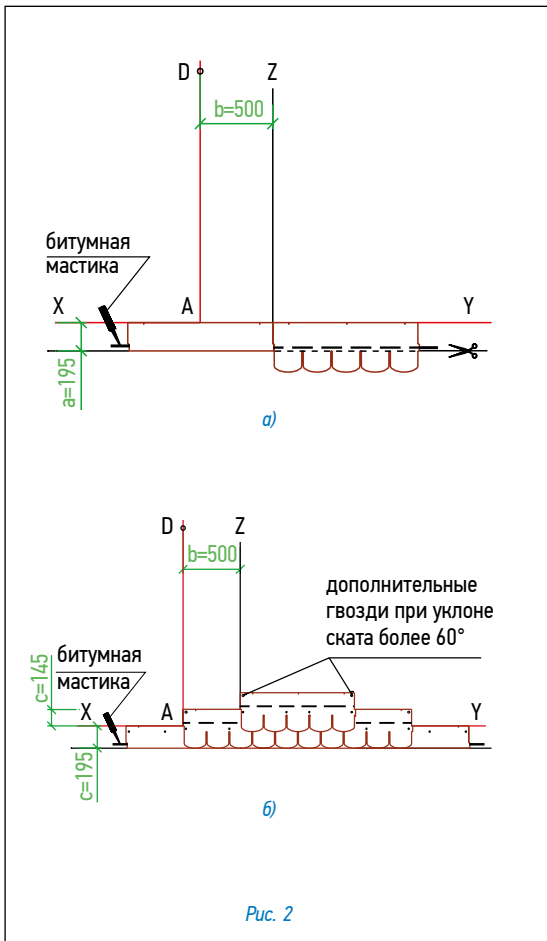 D
Z
b=500
битумная
мастика
X
A
Y
a=195
а)
D
Z
b=500
дополнительные
гвозди при уклоне
ската более 60°
c=145
битумная
мастика
X
A
Y
c=195
б)
Рис. 2